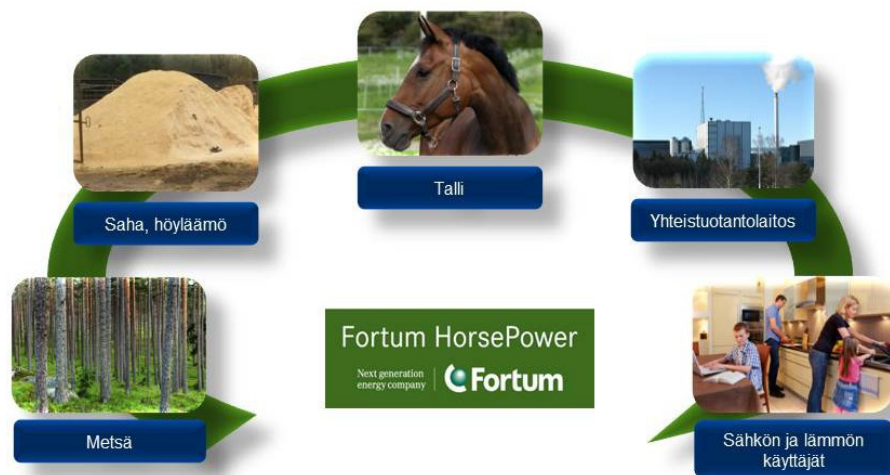 Talli
Saha, höyläämö
Yhteistuotantolaitos
Fortum HorsePower
Next generation
energy company
Fortum
Metsä
Sähkön ja lämmön
käyttäjät